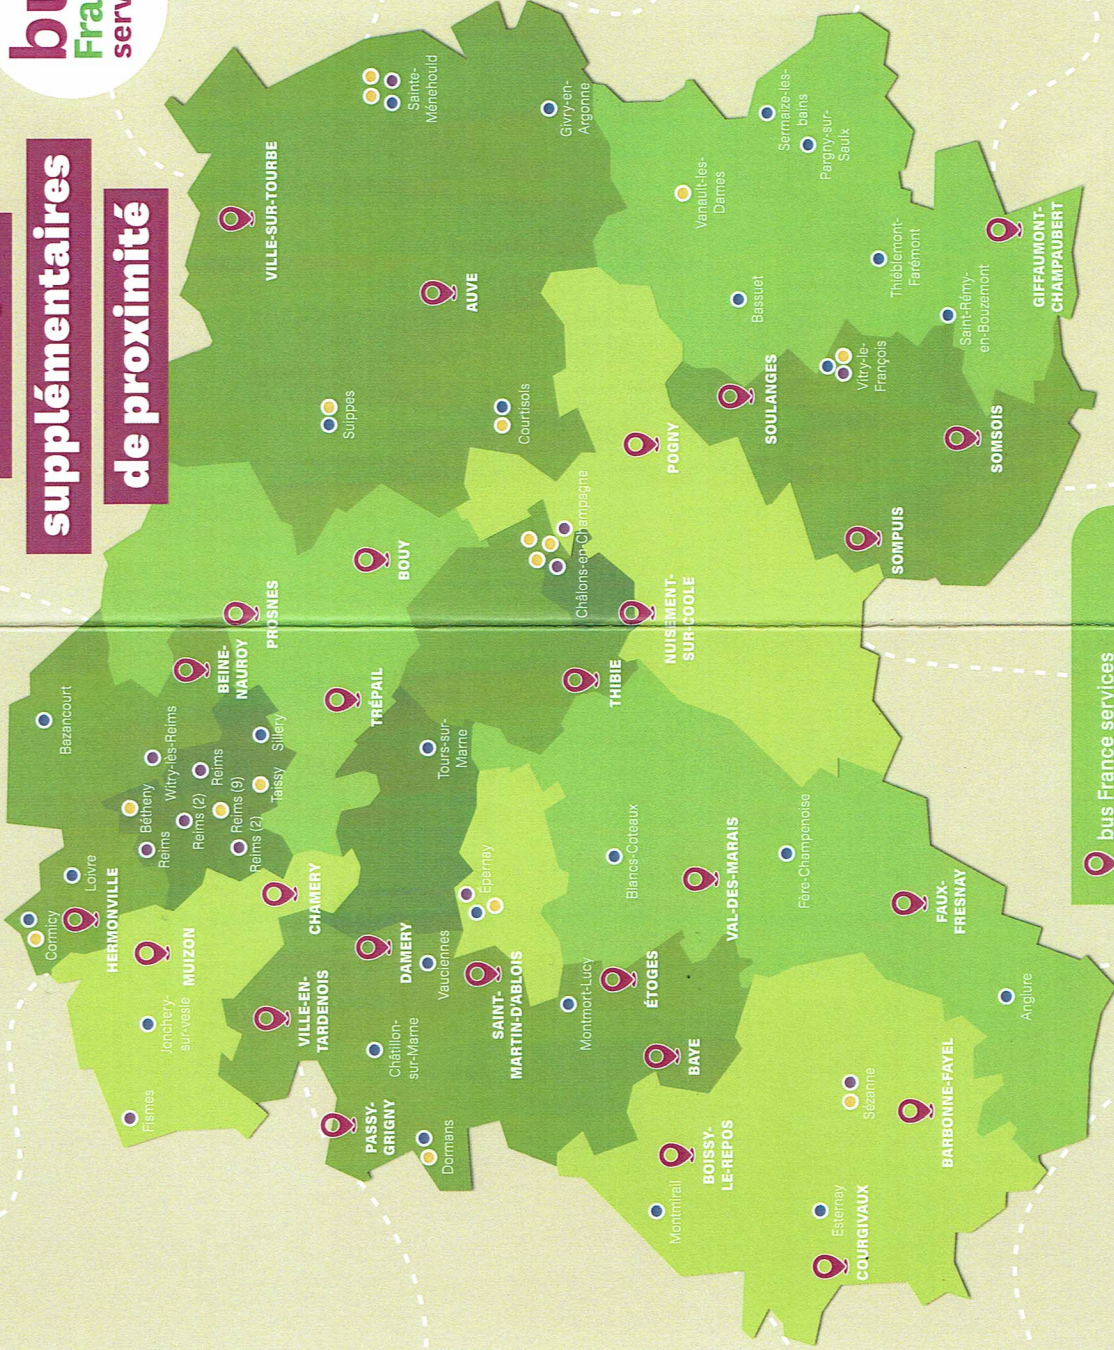 bu
Fra
serv
supplémentaires
de proximité
Bazancourt
Cormicy
Loivre
HERMONVILLE
Bétheny
Witry-lès-Reims
Reims
Reims (2)
Reims
Reims (9)
Reims (2)
Taissy
Sillery
BEINE-
NAUROY
PROSNES
MUIZON
Jonchery-
sur-vesle
Fismes
CHAMERY
VILLE-EN-
TARDENOIS
TRÉPAIL
BOUY
VILLE-SUR-TOURBE
Sainte-
Ménehould
Suippes
AUVE
PASSY-
GRIGNY
Châtillon-
sur-Marne
DAMERY
Vauciennes
Dormans
Tours-sur-
Marne
Épernay
SAINT-
MARTIN-D'ABLOIS
Courtisols
Givry-en-
Argonne
Châlons-en-Champagne
Montmort-Lucy
THIBIE
ÉTOGES
Blancs-Coteaux
NUISEMENT-
SUR-COOLE
POGNY
Vanault-les-
Dames
BAYE
BOISSY-
LE-REPOS
Montmirail
VAL-DES-MARAIS
SOULANGES
Bassuet
Sermaize-les-
bains
Pargny-sur-
Saulx
Fère-Champenoise
Esternay
COURGIVAUX
Sézanne
Vitry-le-
François
SOMPUIS
Thiéblemont-
Farémont
BARBONNE-FAYEL
FAUX-
FRESNAY
SOMSOIS
Saint-Rémy-
en-Bouzemont
GIFFAUMONT-
CHAMPAUBERT
Anglure
bus France services